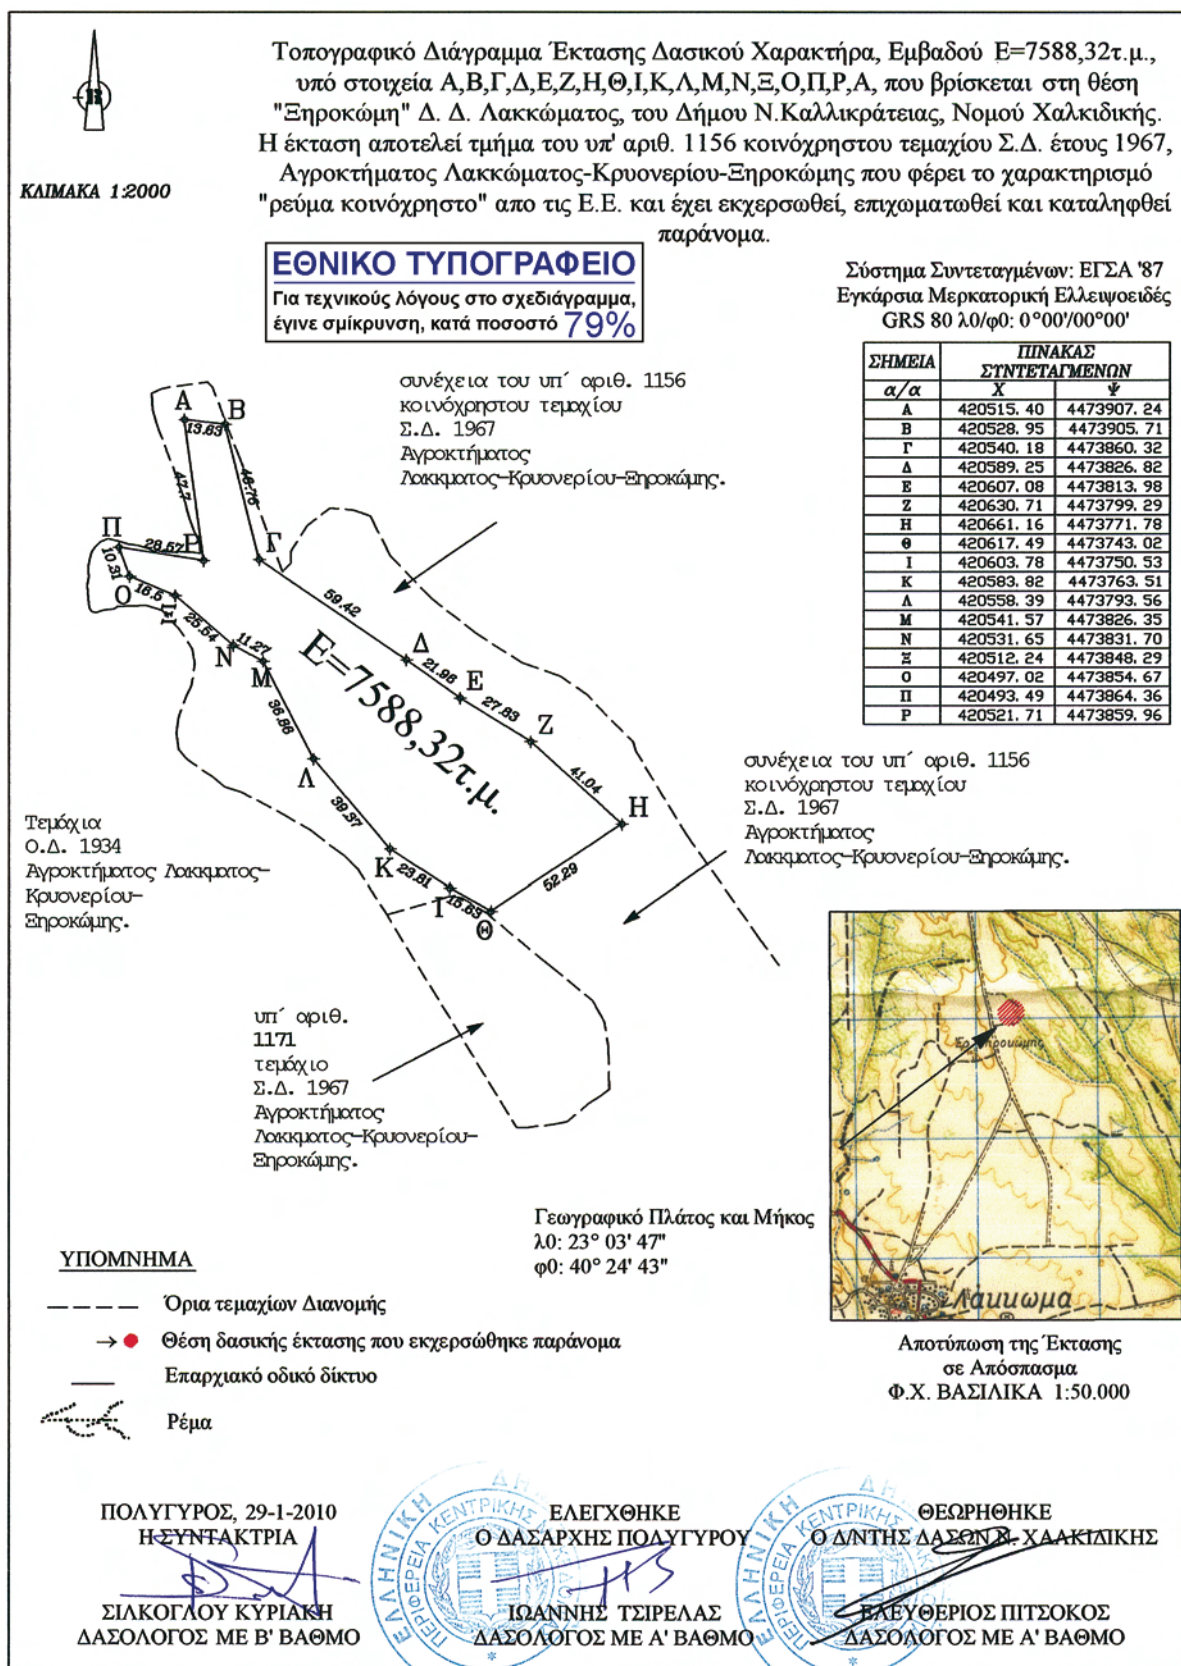 Τοπογραφικό Διάγραμμα Έκτασης Δασικού Χαρακτήρα, Εμβαδού Ε=7588,32τ.μ.,
υπό στοιχεία Α,Β,Γ,Δ,Ε,Ζ,Η,Θ,Ι,Κ,Λ,Μ,Ν,Ξ,Ο,Π,Ρ,Α, που βρίσκεται στη θέση
"Ξηροκώμη" Δ. Δ. Λακκώματος, του Δήμου Ν.Καλλικράτειας, Νομού Χαλκιδικής.
Η έκταση αποτελεί τμήμα του υπ' αριθ. 1156 κοινόχρηστου τεμαχίου Σ.Δ. έτους 1967,
Αγροκτήματος Λακκώματος-Κρυονερίου-Ξηροκώμης που φέρει το χαρακτηρισμό
"ρεύμα κοινόχρηστο" απο τις Ε.Ε. και έχει εκχερσωθεί, επιχωματωθεί και καταληφθεί
παράνομα.
ΚΛΙΜΑΚΑ 1:2000
ΕΘΝΙΚΟ ΤΥΠΟΓΡΑΦΕΙΟ
Για τεχνικούς λόγους στο σχεδιάγραμμα,
έγινε σμίκρυνση, κατά ποσοστό 79%
Σύστημα Συντεταγμένων: ΕΓΣΑ '87
Εγκάρσια Μερκατορική Ελλειψοειδές
GRS 80 λ0/φ0: 0°00'/00°00'
ΣΗΜΕΙΑ ΠΙΝΑΚΑΣ
ΣΥΝΤΕΤΑΓΜΕΝΩΝ
α/α Χ Ψ
Α 420515.40 4473907.24
Β 420528.95 4473905.71
Γ 420540.18 4473860.32
Δ 420589.25 4473826.82
Ε 420607.08 4473813.98
Ζ 420630.71 4473799.29
Η 420661.16 4473771.78
Θ 420617.49 4473743.02
Ι 420603.78 4473750.53
Κ 420583.82 4473763.51
Λ 420558.39 4473793.56
Μ 420541.57 4473826.35
Ν 420531.65 4473831.70
Ξ 420512.24 4473848.29
Ο 420497.02 4473854.67
Π 420493.49 4473864.36
Ρ 420521.71 4473859.96
συνέχεια του υπ΄ αριθ. 1156
κοινόχρηστου τεμαχίου
Σ.Δ. 1967
Αγροκτήματος
Λακκματος-Κρυονερίου-Ξηροκώμης.
Α
Β
13.63
47.7
46.76
Π
Ρ
Γ
28.57
10.31
Ο
16.5
Ξ
25.54
Ν
11.27
Μ
59.42
Δ
21.98
Ε
27.83
Ζ
41.04
Η
Ε=7588,32τ.μ.
36.86
Λ
39.37
Κ
23.81
Ι
15.63
Θ
52.29
συνέχεια του υπ΄ αριθ. 1156
κοινόχρηστου τεμαχίου
Σ.Δ. 1967
Αγροκτήματος
Λακκματος-Κρυονερίου-Ξηροκώμης.
Τεμάχια
Ο.Δ. 1934
Αγροκτήματος Λακκματος-
Κρυονερίου-
Ξηροκώμης.
υπ΄ αριθ.
1171
τεμάχιο
Σ.Δ. 1967
Αγροκτήματος
Λακκματος-Κρυονερίου-
Ξηροκώμης.
Λάκκωμα
Γεωγραφικό Πλάτος και Μήκος
λ0: 23° 03' 47"
φ0: 40° 24' 43"
Αποτύπωση της Έκτασης
σε Απόσπασμα
Φ.Χ. ΒΑΣΙΛΙΚΑ 1:50.000
ΥΠΟΜΝΗΜΑ
Όρια τεμαχίων Διανομής
Θέση δασικής έκτασης που εκχερσώθηκε παράνομα
Επαρχιακό οδικό δίκτυο
Ρέμα
ΠΟΛΥΓΥΡΟΣ, 29-1-2010
Η ΣΥΝΤΑΚΤΡΙΑ
ΣΙΛΚΟΓΛΟΥ ΚΥΡΙΑΚΗ
ΔΑΣΟΛΟΓΟΣ ΜΕ Β' ΒΑΘΜΟ
ΕΛΕΓΧΘΗΚΕ
Ο ΔΑΣΑΡΧΗΣ ΠΟΛΥΓΥΡΟΥ
ΙΩΑΝΝΗΣ ΤΣΙΡΕΛΑΣ
ΔΑΣΟΛΟΓΟΣ ΜΕ Α' ΒΑΘΜΟ
ΘΕΩΡΗΘΗΚΕ
Ο Δ/ΝΤΗΣ ΔΑΣΩΝ Ν. ΧΑΛΚΙΔΙΚΗΣ
ΕΛΕΥΘΕΡΙΟΣ ΠΙΤΣΟΚΟΣ
ΔΑΣΟΛΟΓΟΣ ΜΕ Α' ΒΑΘΜΟ
ΕΛΛΗΝΙΚΗ
ΠΕΡΙΦΕΡΕΙΑ ΚΕΝΤΡΙΚΗΣ
ΕΛΛΗΝΙΚΗ
ΠΕΡΙΦΕΡΕΙΑ ΚΕΝΤΡΙΚΗΣ